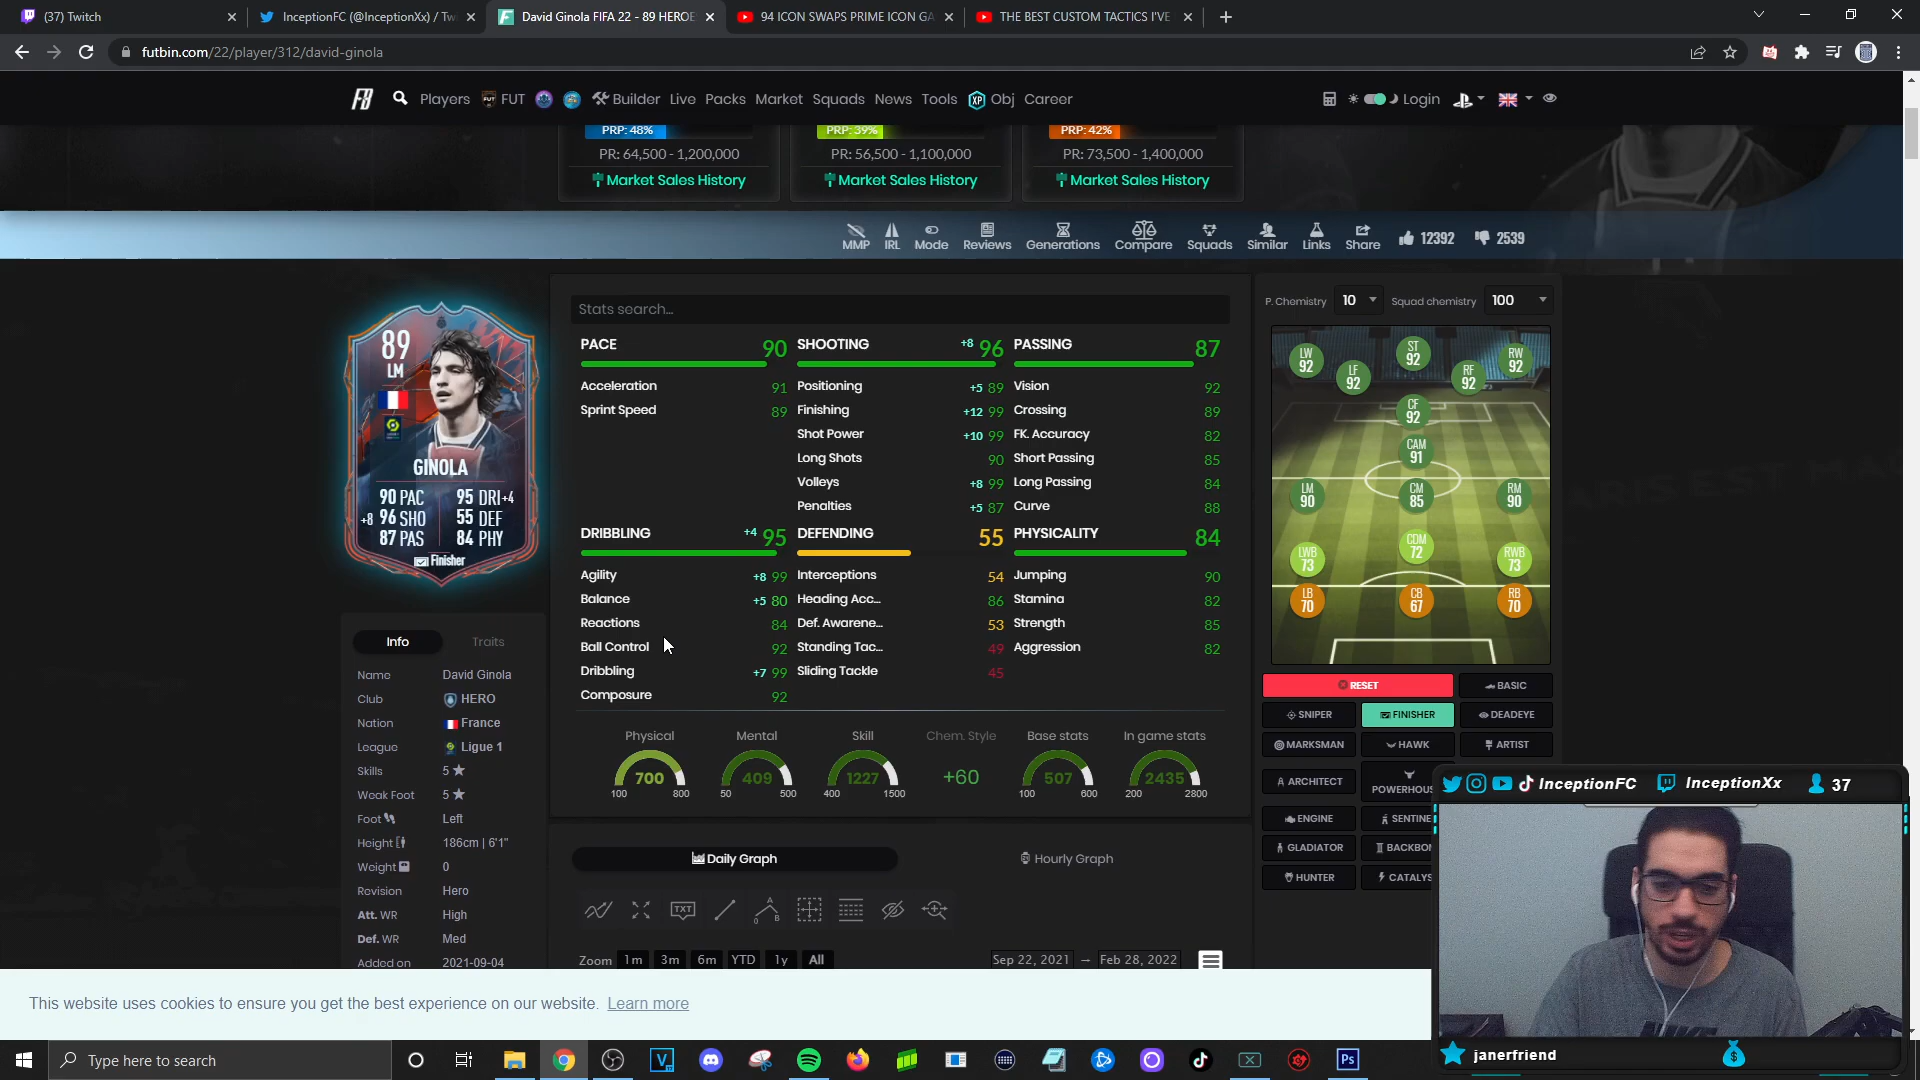 (37) Twitch
InceptionFC (@InceptionXx) / Tw
David Ginola FIFA 22 - 89 HEROE
94 ICON SWAPS PRIME ICON GA
THE BEST CUSTOM TACTICS I'VE
futbin.com/22/player/312/david-ginola
Players FUT Builder Live Packs Market Squads News Tools XP Obj Career Login
PRP: 48% PRP: 39% PRP: 42%
PR: 64,500 - 1,200,000 PR: 56,500 - 1,100,000 PR: 73,500 - 1,400,000
Market Sales History Market Sales History Market Sales History
MMP IRL Mode Reviews Generations Compare Squads Similar Links Share 12392 2539
Stats search...
P. Chemistry 10 Squad chemistry 100
89
LM
GINOLA
90 PAC 95 DRI+4
+8 96 SHO 55 DEF
87 PAS 84 PHY
Finisher
PACE 90
Acceleration 91
Sprint Speed 89
SHOOTING +8 96
Positioning +5 89
Finishing +12 99
Shot Power +10 99
Long Shots 90
Volleys +8 99
Penalties +5 87
PASSING 87
Vision 92
Crossing 89
FK. Accuracy 82
Short Passing 85
Long Passing 84
Curve 88
DRIBBLING +4 95
Agility +8 99
Balance +5 80
Reactions 84
Ball Control 92
Dribbling +7 99
Composure 92
DEFENDING 55
Interceptions 54
Heading Acc... 86
Def. Awarene... 53
Standing Tac... 49
Sliding Tackle 45
PHYSICALITY 84
Jumping 90
Stamina 82
Strength 85
Aggression 82
LW 92 ST 92 RW 92
LF 92 RF 92
CF 92
CAM 91
LM 90 CM 85 RM 90
CDM 72
LWB 73 RWB 73
LB 70 CB 67 RB 70
RESET BASIC
SNIPER FINISHER DEADEYE
MARKSMAN HAWK ARTIST
ARCHITECT POWERHOUS
ENGINE SENTINE
GLADIATOR BACKBO
HUNTER CATALYS
Info Traits
Name David Ginola
Club HERO
Nation France
League Ligue 1
Skills 5
Weak Foot 5
Foot Left
Height 186cm | 6'1"
Weight 0
Revision Hero
Att. WR High
Def. WR Med
Added on 2021-09-04
Physical Mental Skill Chem. Style Base stats In game stats
700 409 1227 +60 507 2435
100 800 50 500 400 1500 100 600 200 2800
Daily Graph Hourly Graph
TXT
Zoom 1m 3m 6m YTD 1y All Sep 22, 2021 → Feb 28, 2022
InceptionFC InceptionXx 37
NIKE
janerfriend
This website uses cookies to ensure you get the best experience on our website. Learn more
Type here to search